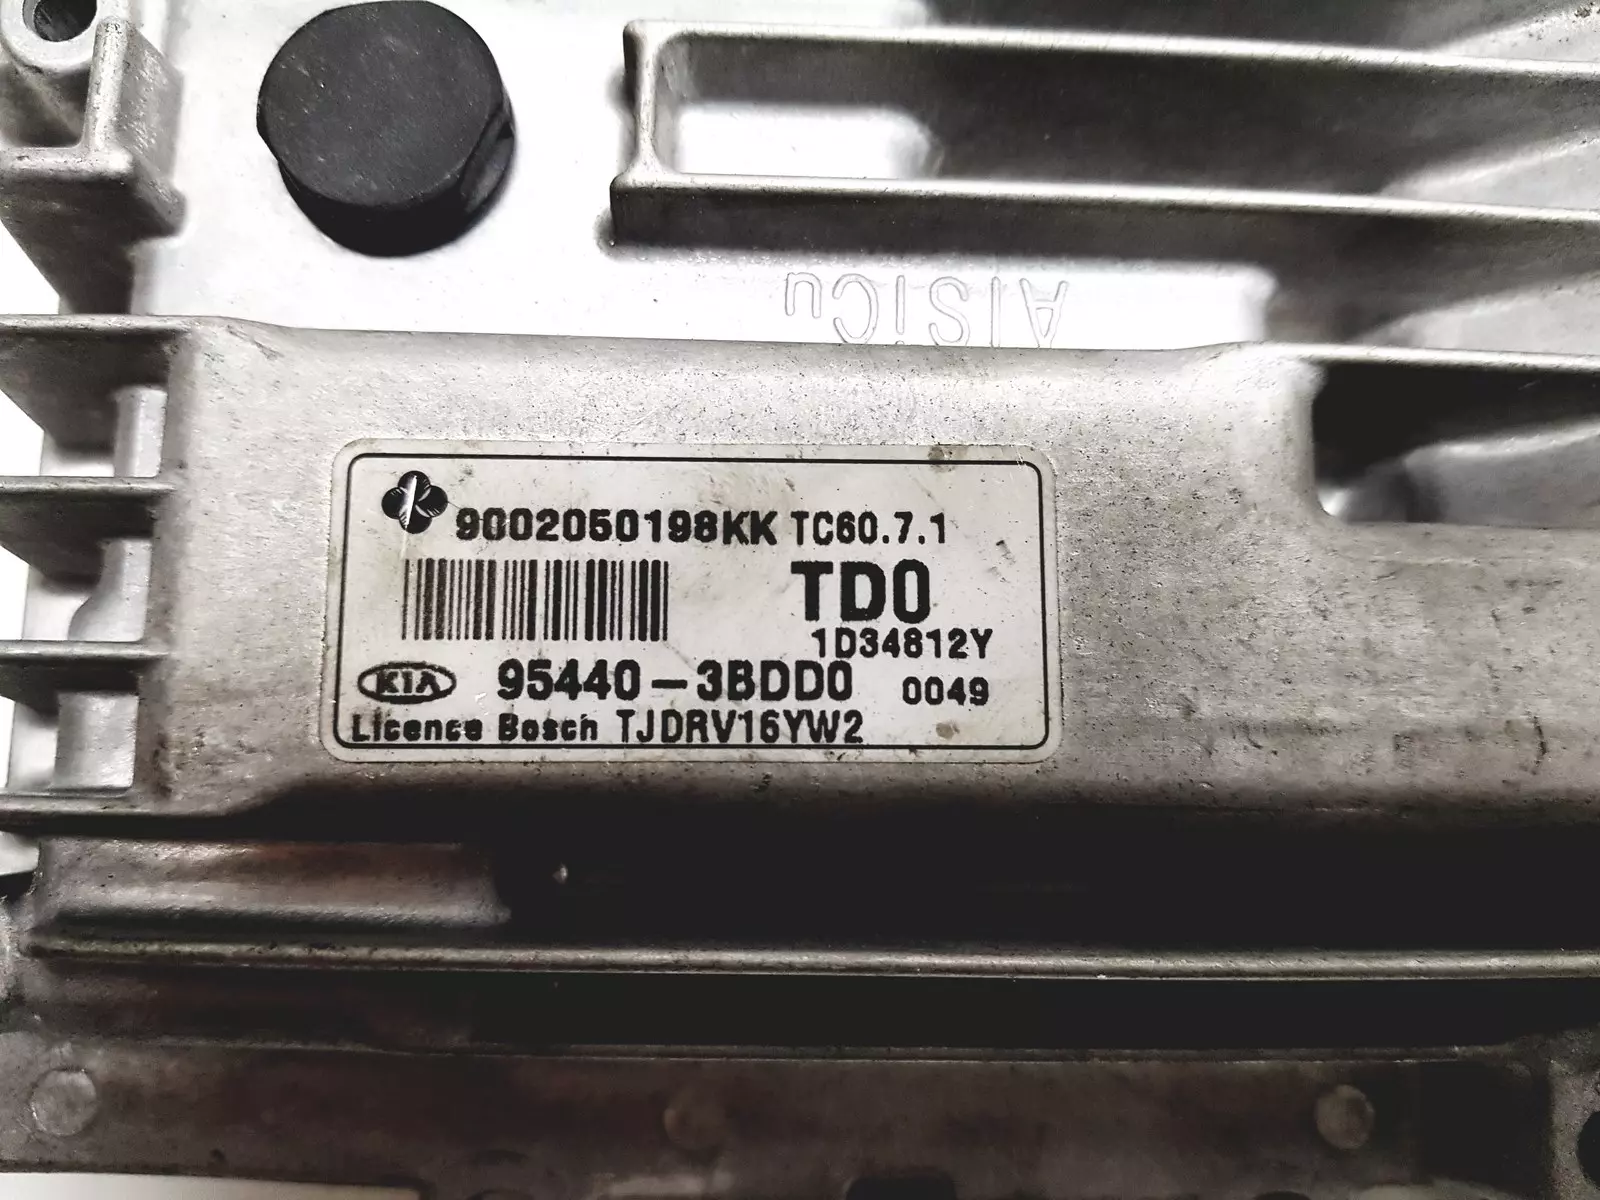 AlSiCu
9002050198KK TC60.7.1
TD0
1D34812Y
KIA 95440-3BDD0 0049
Licence Bosch TJDRV16YW2